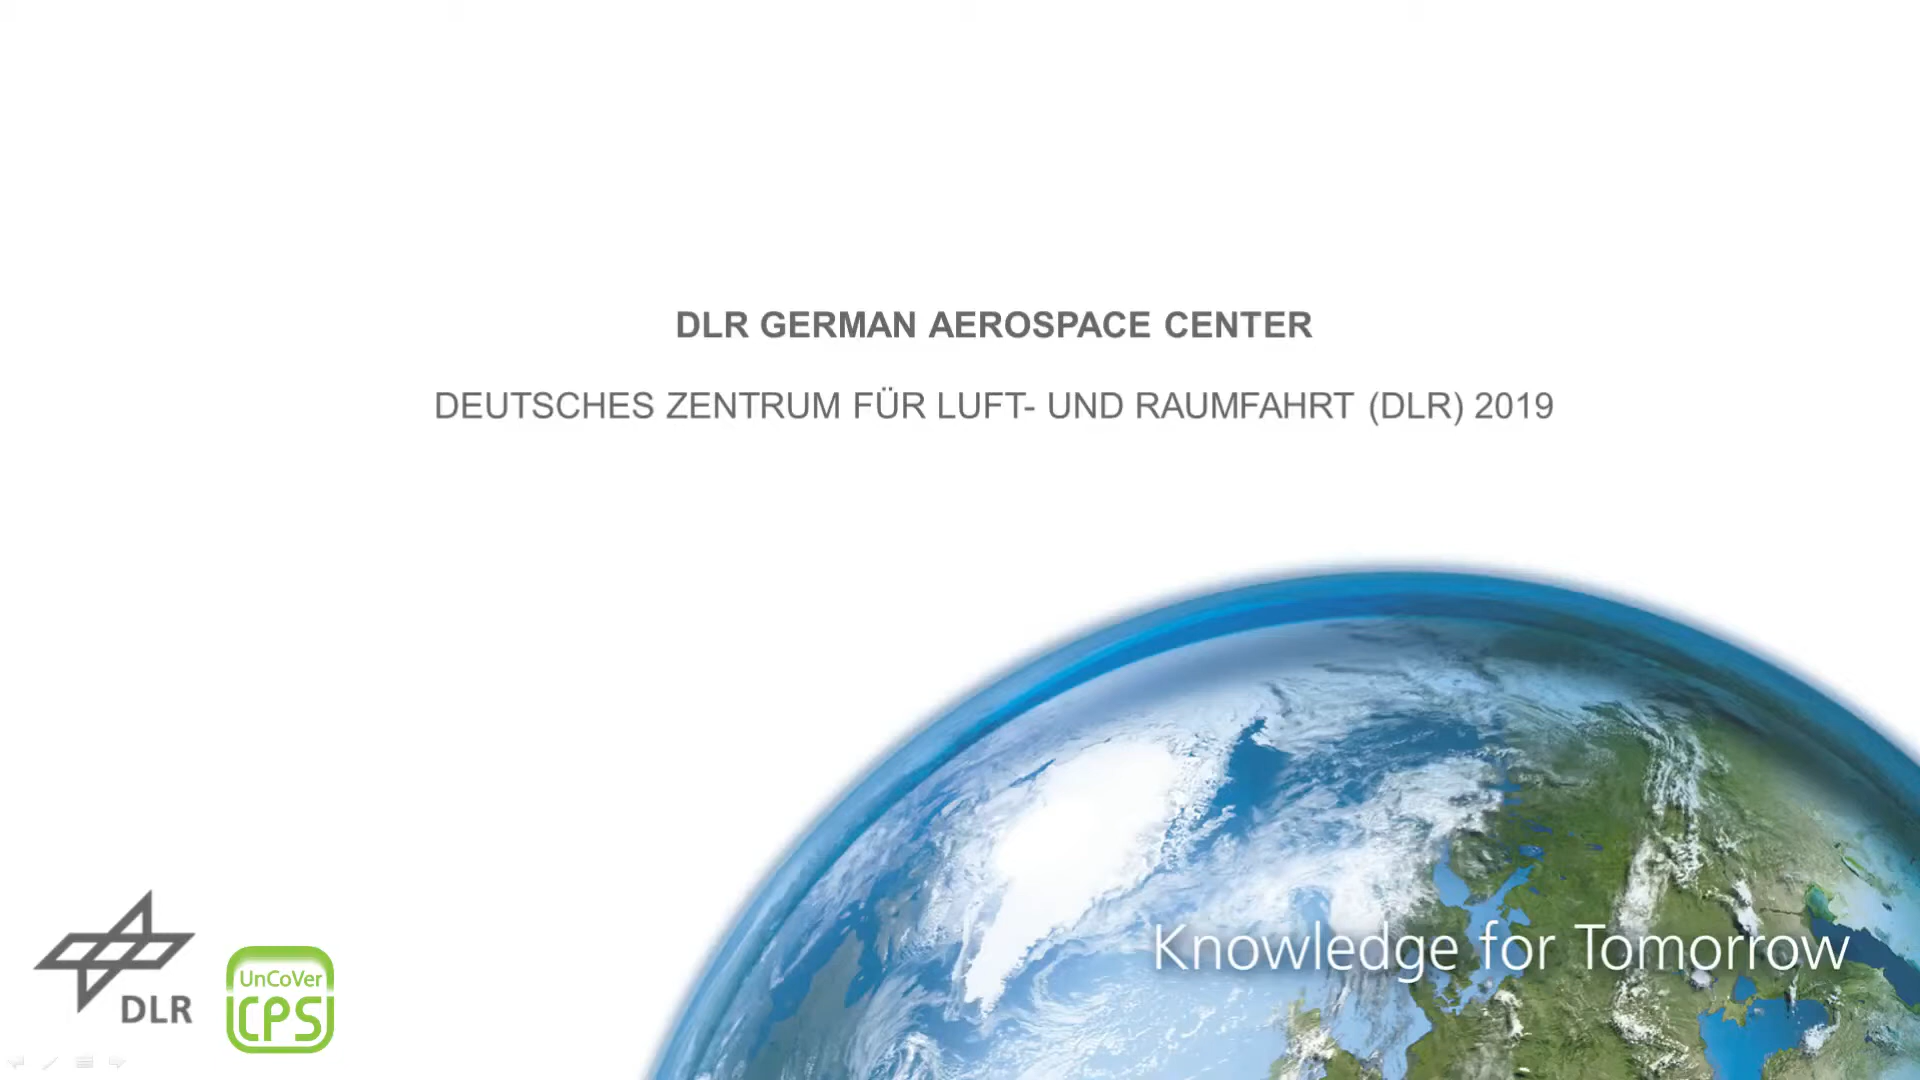 DLR GERMAN AEROSPACE CENTER
DEUTSCHES ZENTRUM FÜR LUFT- UND RAUMFAHRT (DLR) 2019
Knowledge for Tomorrow
DLR
UnCoVer
CPS